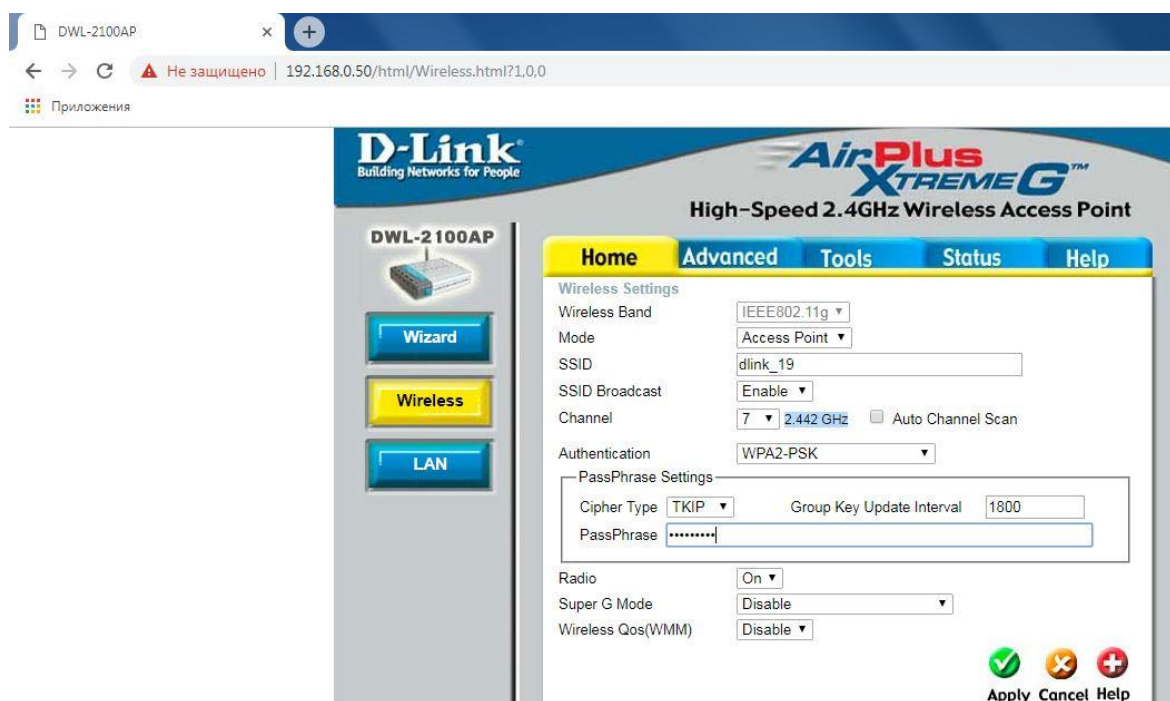 DWL-2100AP
Не защищено 192.168.0.50/html/Wireless.html?1,0,0
Приложения
D-Link
Building Networks for People
AirPlus
XTREME G™
High-Speed 2.4GHz Wireless Access Point
DWL-2100AP
Home Advanced Tools Status Help
Wizard
Wireless
LAN
Wireless Settings
Wireless Band IEEE802.11g
Mode Access Point
SSID dlink_19
SSID Broadcast Enable
Channel 7 2.442 GHz Auto Channel Scan
Authentication WPA2-PSK
PassPhrase Settings
Cipher Type TKIP Group Key Update Interval 1800
PassPhrase •••••••••
Radio On
Super G Mode Disable
Wireless Qos(WMM) Disable
Apply Cancel Help